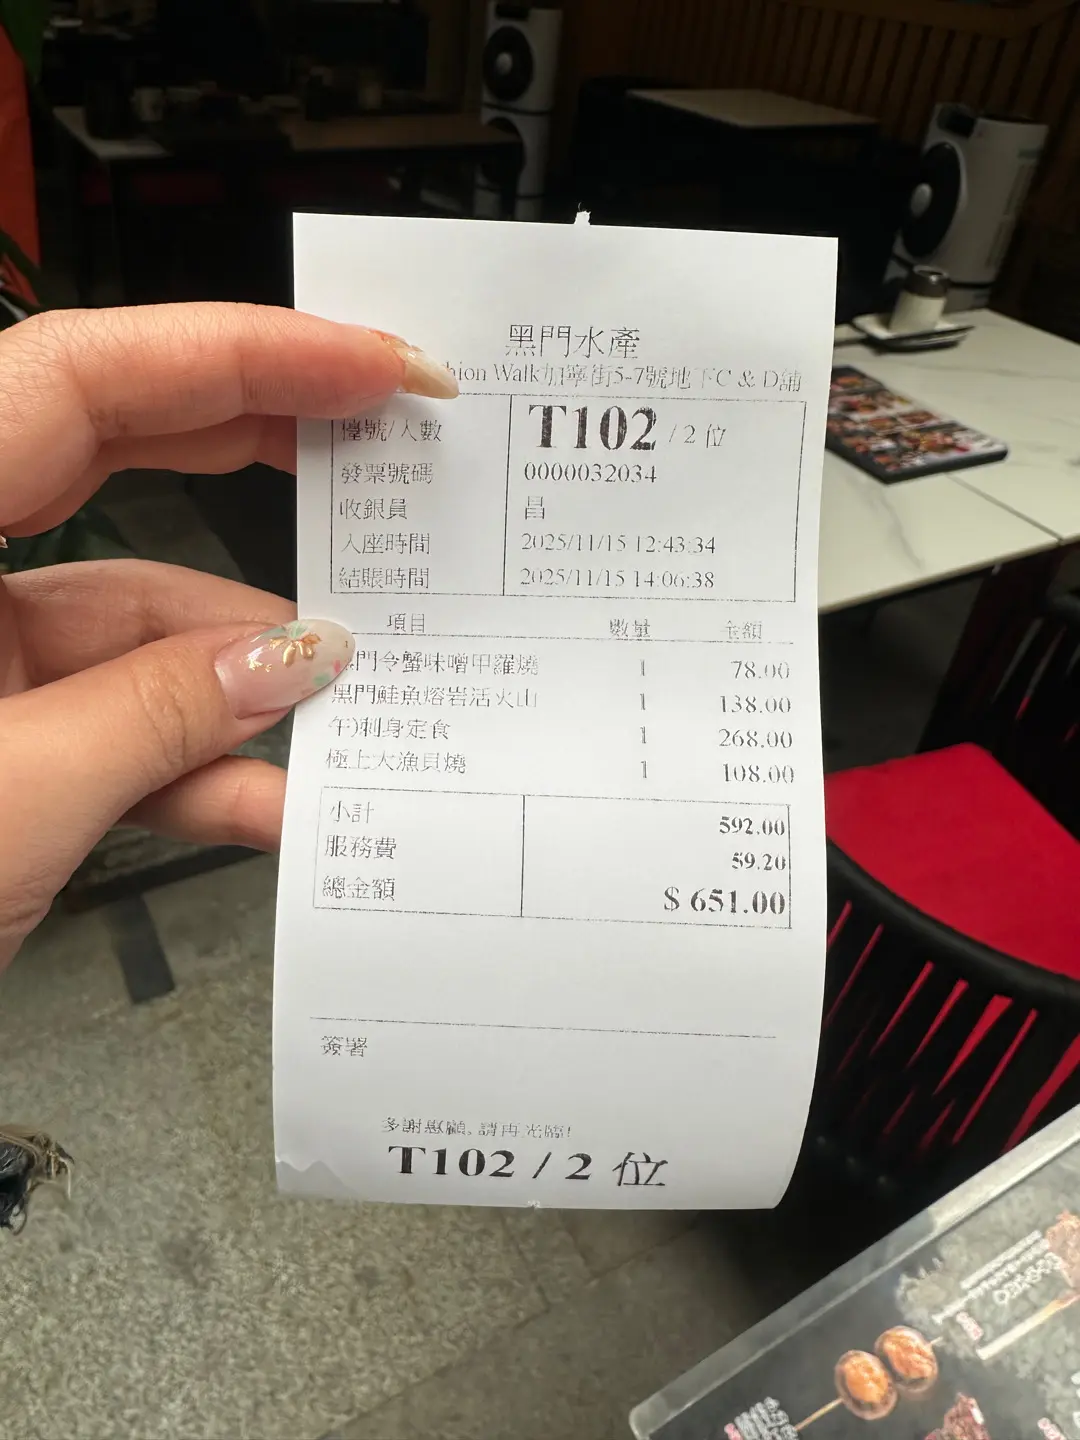 黑門水產
hion Walk加寧街5-7號地下C & D舖
檯號/人數 T102 / 2 位
發票號碼 0000032034
收銀員 昌
入座時間 2025/11/15 12:43:34
結賬時間 2025/11/15 14:06:38
項目 數量 金額
門令蟹味噌甲羅燒 1 78.00
黑門鮭魚熔岩活火山 1 138.00
午)刺身定食 1 268.00
極上大漁貝燒 1 108.00
小計 592.00
服務費 59.20
總金額 $ 651.00
簽署
多謝惠顧,請再光臨!
T102 / 2 位